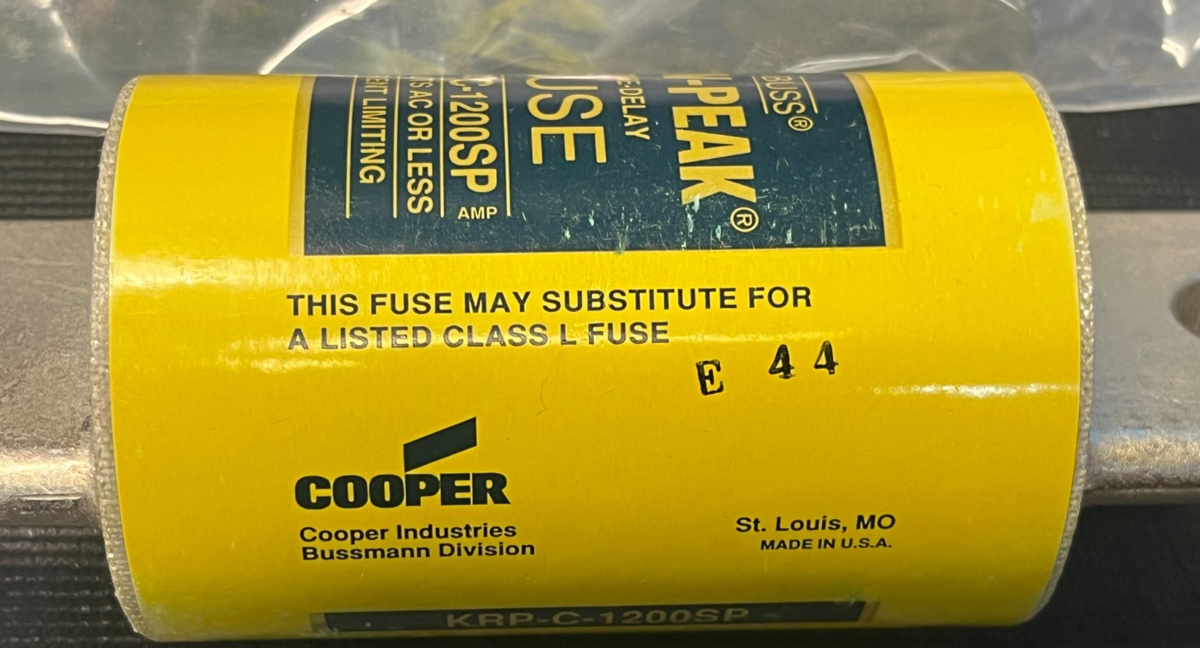 BUSS®
-PEAK®
E-DELAY
USE
C-1200SP
AMP
S AC OR LESS
ENT LIMITING
THIS FUSE MAY SUBSTITUTE FOR
A LISTED CLASS L FUSE
E 44
COOPER
Cooper Industries
Bussmann Division
St. Louis, MO
MADE IN U.S.A.
KRP-C-1200SP